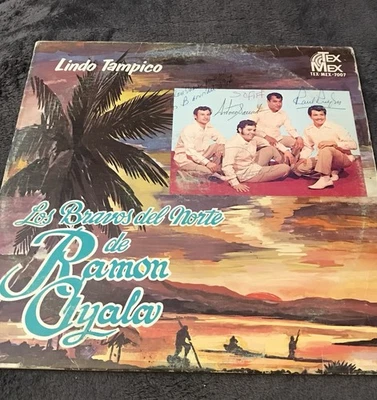 Lindo Tampico
TEX
MEX
TEX-MEX-7007
Los Bravos del Norte
de
Ramon
Ayala